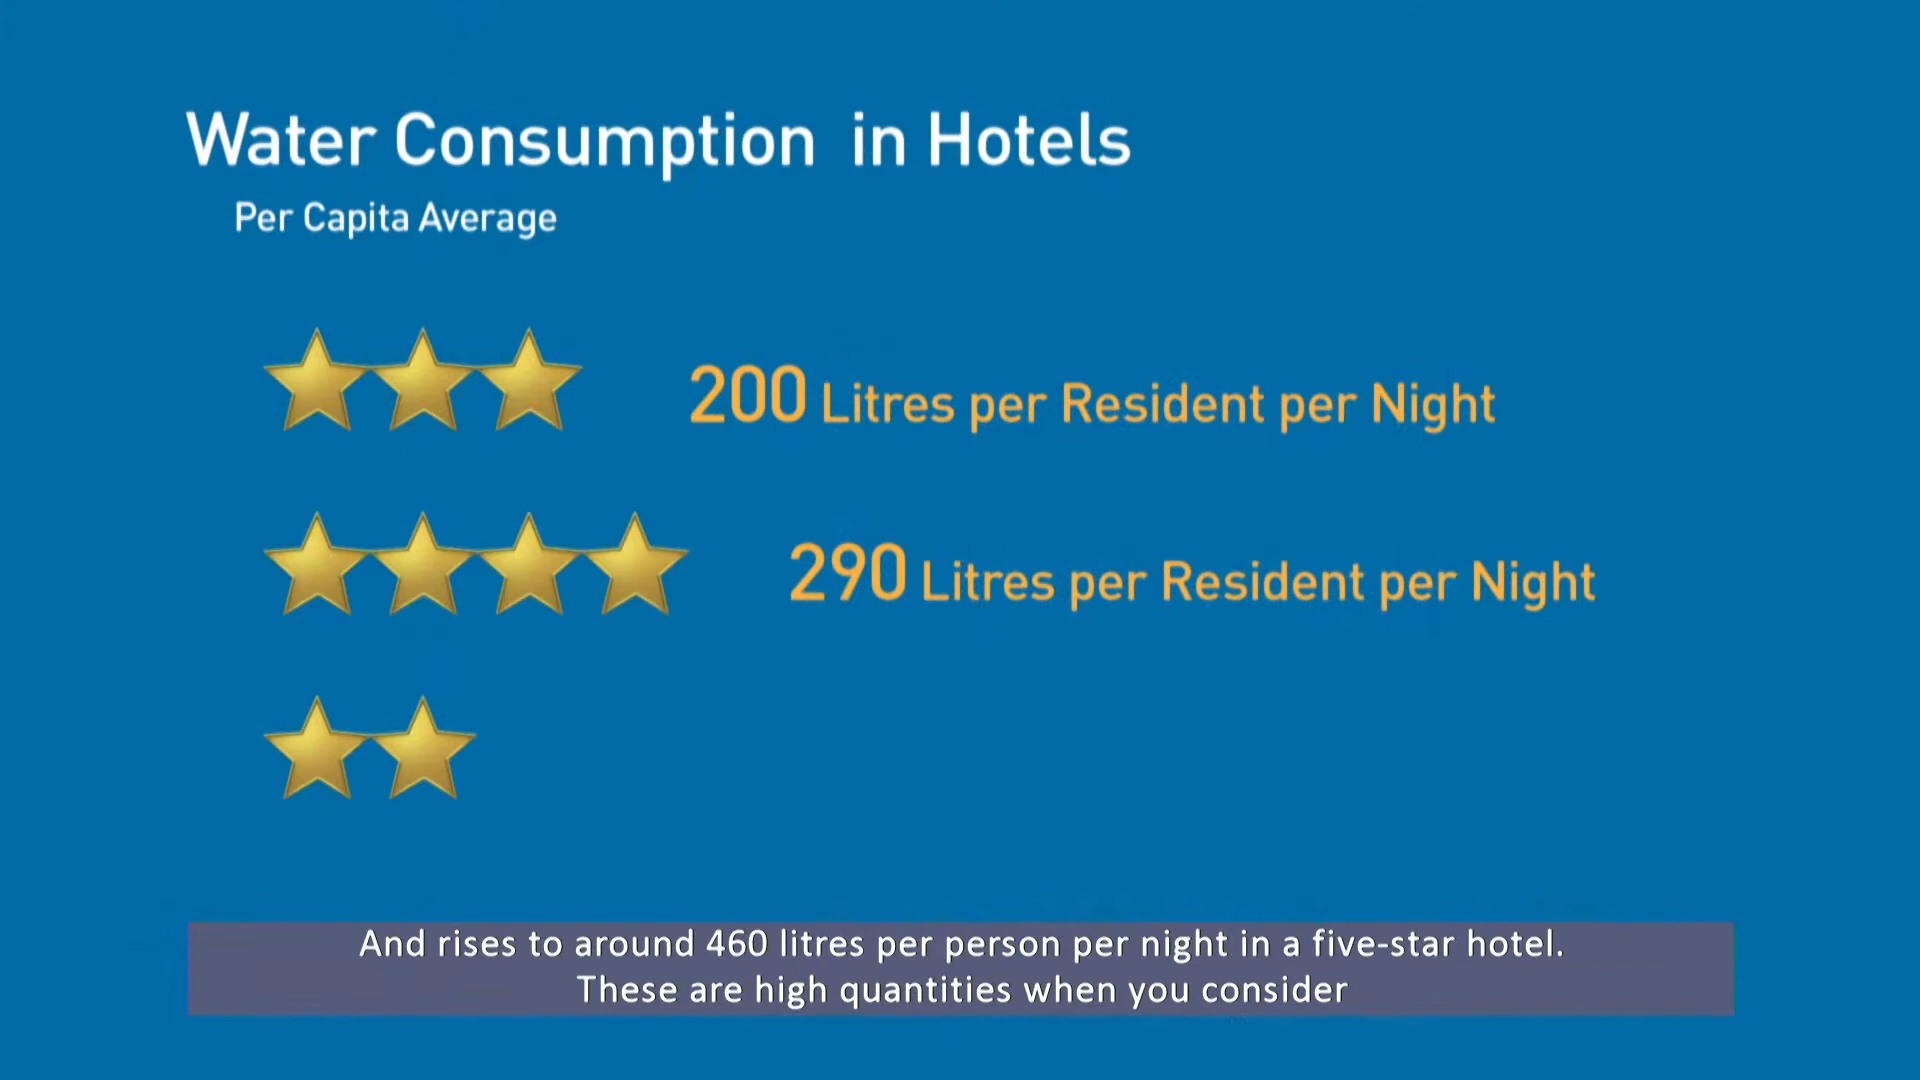 Water Consumption in Hotels
Per Capita Average
200 Litres per Resident per Night
290 Litres per Resident per Night
And rises to around 460 litres per person per night in a five-star hotel.
These are high quantities when you consider